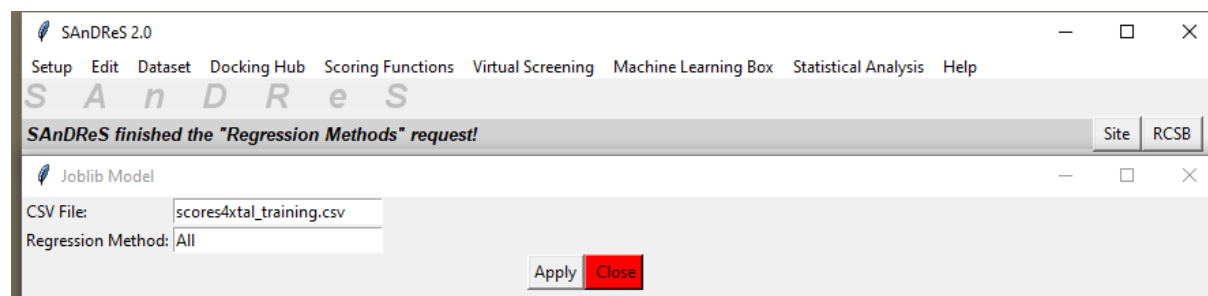 SAnDReS 2.0
Setup Edit Dataset Docking Hub Scoring Functions Virtual Screening Machine Learning Box Statistical Analysis Help
S A n D R e S
SAnDReS finished the "Regression Methods" request! Site RCSB
Joblib Model
CSV File: scores4xtal_training.csv
Regression Method: All
Apply Close